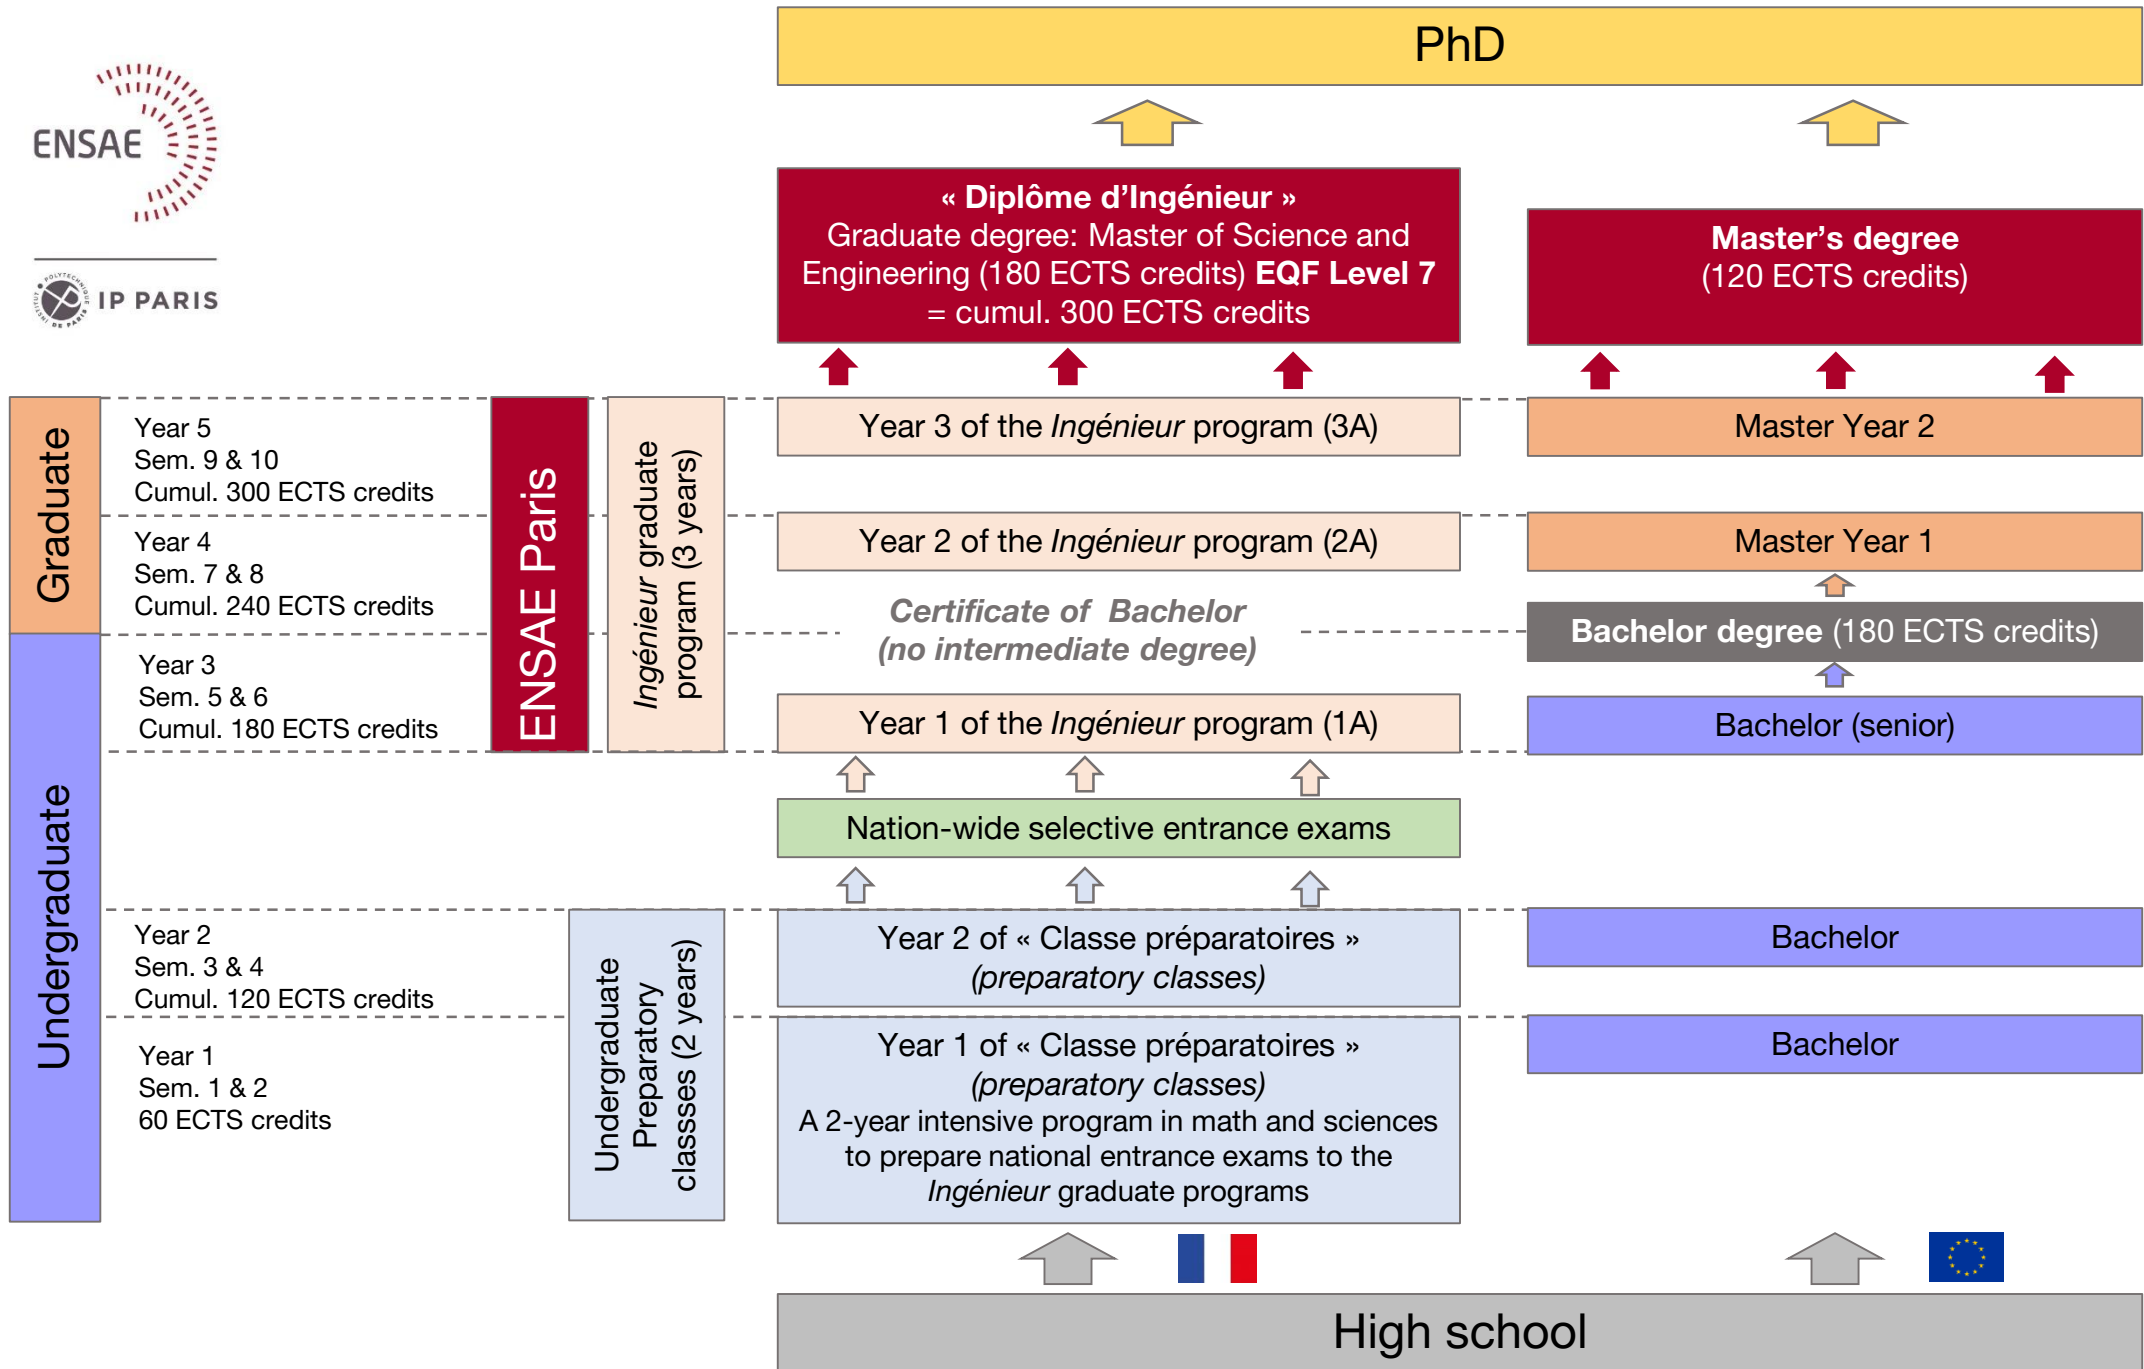 PhD
ENSAE
INSTITUT POLYTECHNIQUE DE PARIS
IP PARIS
« Diplôme d'Ingénieur »
Graduate degree: Master of Science and
Engineering (180 ECTS credits) EQF Level 7
= cumul. 300 ECTS credits
Master's degree
(120 ECTS credits)
Graduate
Year 5
Sem. 9 & 10
Cumul. 300 ECTS credits
ENSAE Paris
Ingénieur graduate
program (3 years)
Year 3 of the Ingénieur program (3A)
Master Year 2
Year 4
Sem. 7 & 8
Cumul. 240 ECTS credits
Year 2 of the Ingénieur program (2A)
Master Year 1
Certificate of Bachelor
(no intermediate degree)
Bachelor degree (180 ECTS credits)
Undergraduate
Year 3
Sem. 5 & 6
Cumul. 180 ECTS credits
Year 1 of the Ingénieur program (1A)
Bachelor (senior)
Nation-wide selective entrance exams
Year 2
Sem. 3 & 4
Cumul. 120 ECTS credits
Undergraduate
Preparatory
classses (2 years)
Year 2 of « Classe préparatoires »
(preparatory classes)
Bachelor
Year 1
Sem. 1 & 2
60 ECTS credits
Year 1 of « Classe préparatoires »
(preparatory classes)
A 2-year intensive program in math and sciences
to prepare national entrance exams to the
Ingénieur graduate programs
Bachelor
High school